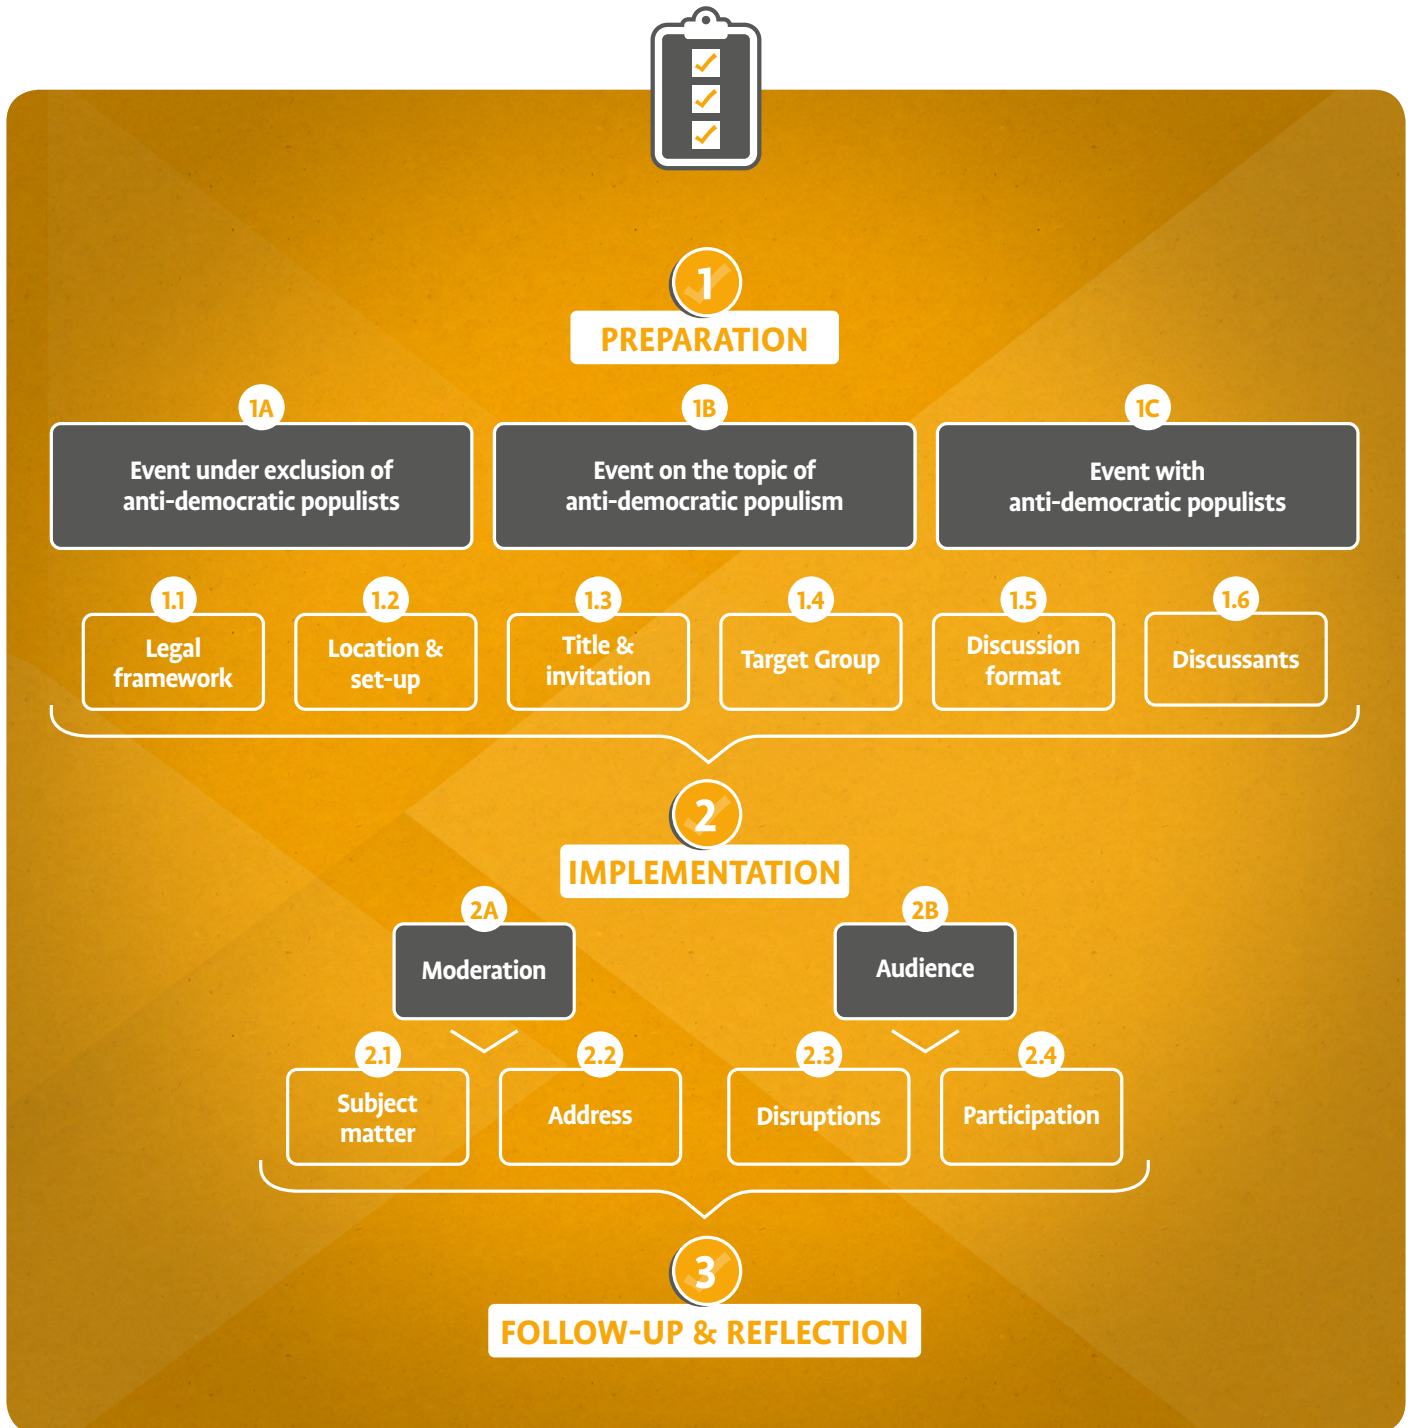 1
PREPARATION
1A
Event under exclusion of
anti-democratic populists
1B
Event on the topic of
anti-democratic populism
1C
Event with
anti-democratic populists
1.1
Legal
framework
1.2
Location &
set-up
1.3
Title &
invitation
1.4
Target Group
1.5
Discussion
format
1.6
Discussants
2
IMPLEMENTATION
2A
Moderation
2B
Audience
2.1
Subject
matter
2.2
Address
2.3
Disruptions
2.4
Participation
3
FOLLOW-UP & REFLECTION